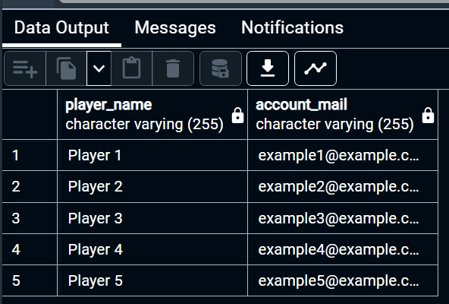 Data Output Messages Notifications
player_name account_mail
character varying (255) character varying (255)
1 Player 1 example1@example.c...
2 Player 2 example2@example.c...
3 Player 3 example3@example.c...
4 Player 4 example4@example.c...
5 Player 5 example5@example.c...